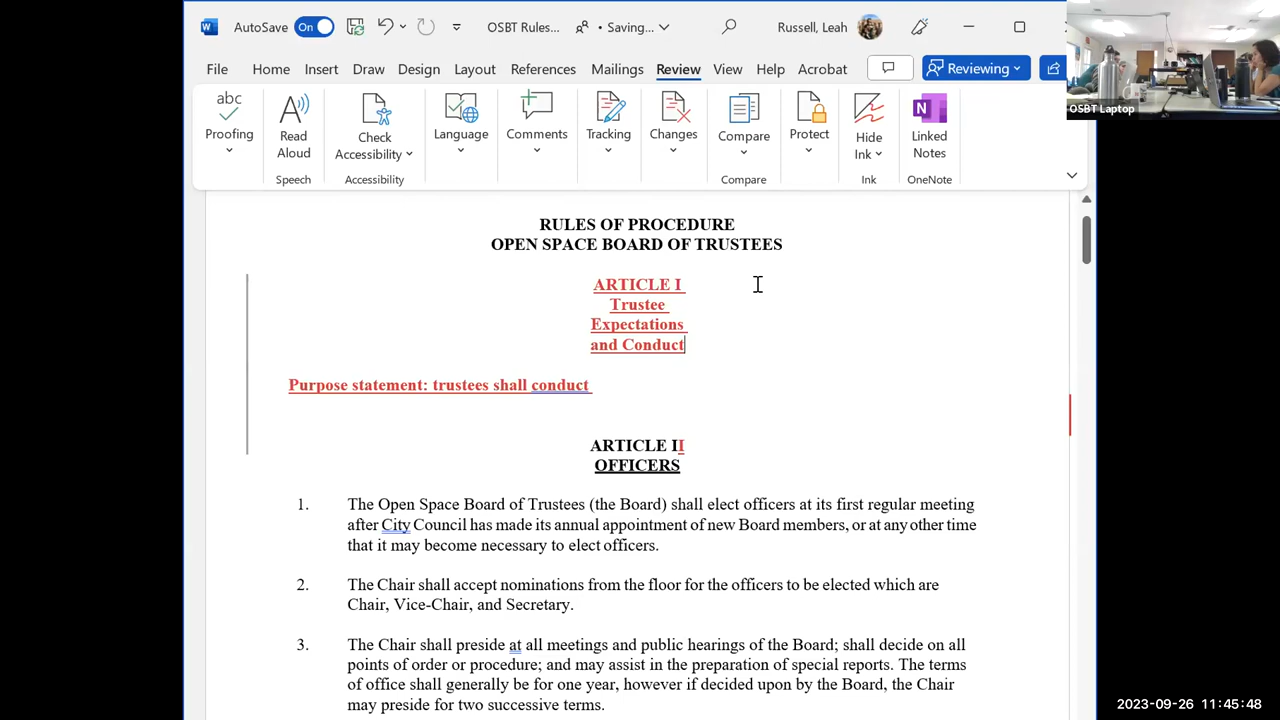 AutoSave On OSBT Rules... Saving... Russell, Leah
File Home Insert Draw Design Layout References Mailings Review View Help Acrobat Reviewing
OSBT Laptop
abc
Proofing Read Aloud Check Accessibility Language Comments Tracking Changes Compare Protect Hide Ink Linked Notes
Speech Accessibility Compare Ink OneNote
RULES OF PROCEDURE
OPEN SPACE BOARD OF TRUSTEES
ARTICLE I
Trustee
Expectations
and Conduct
Purpose statement: trustees shall conduct
ARTICLE II
OFFICERS
1. The Open Space Board of Trustees (the Board) shall elect officers at its first regular meeting
after City Council has made its annual appointment of new Board members, or at any other time
that it may become necessary to elect officers.
2. The Chair shall accept nominations from the floor for the officers to be elected which are
Chair, Vice-Chair, and Secretary.
3. The Chair shall preside at all meetings and public hearings of the Board; shall decide on all
points of order or procedure; and may assist in the preparation of special reports. The terms
of office shall generally be for one year, however if decided upon by the Board, the Chair
may preside for two successive terms.
2023-09-26 11:45:48